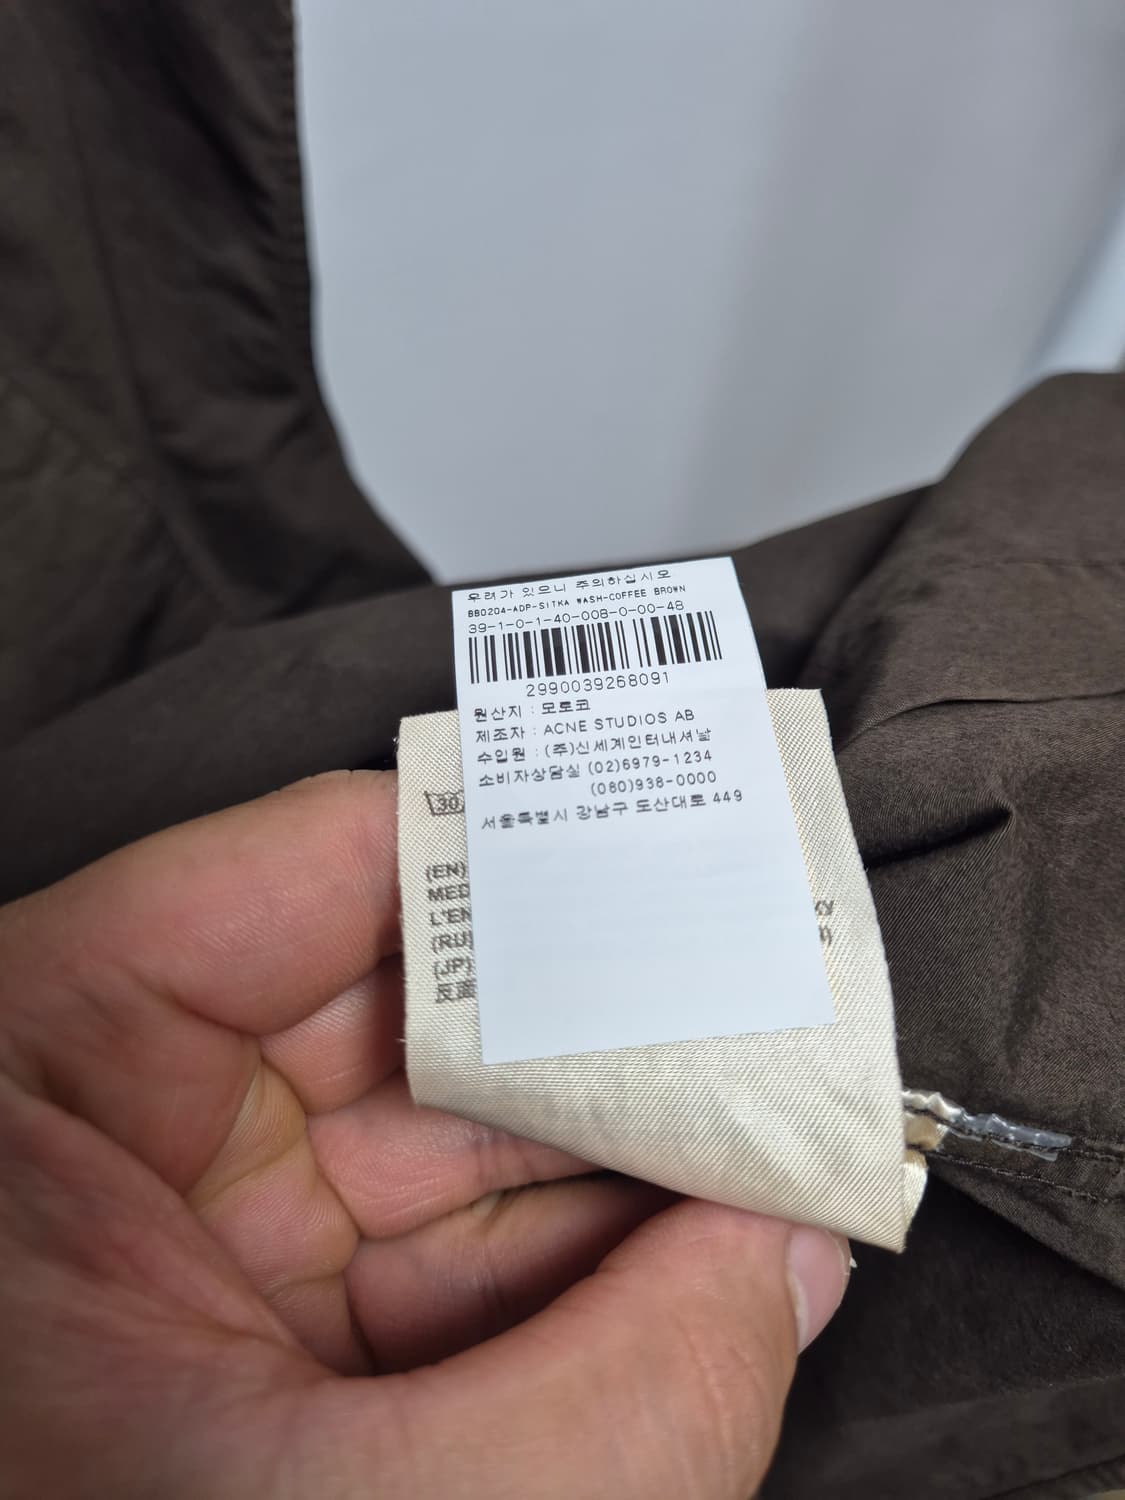 우려가 있으니 주의하십시오
BB0204-ADP-SITKA WASH-COFFEE BROWN
39-1-0-1-40-00B-0-00-48
2990039268091
원산지 : 모로코
제조자 : ACNE STUDIOS AB
수입원 : (주)신세계인터내셔날
소비자상담실 (02)6979-1234
(080)938-0000
서울특별시 강남구 도산대로 449
30
(EN)
MED
L'EN
(RU)
(JP)